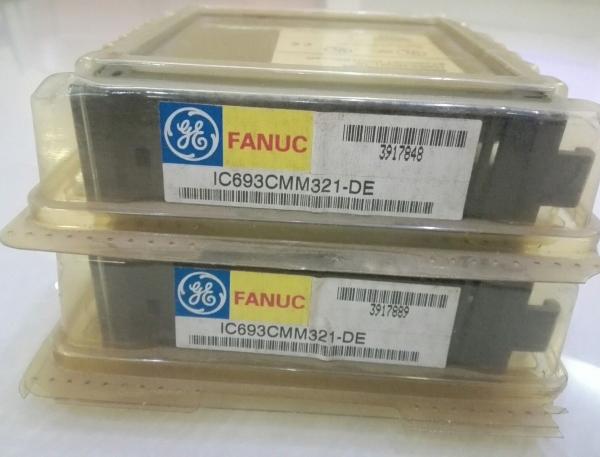 GE
FANUC
3917848
IC693CMM321-DE
GE
FANUC
3917889
IC693CMM321-DE